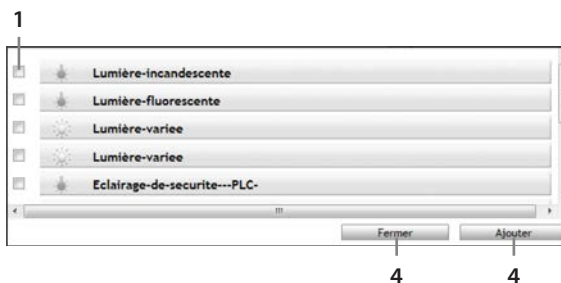 1
Lumière-incandescente
Lumière-fluorescente
Lumière-variee
Lumière-variee
Eclairage-de-securite---PLC-
Fermer Ajouter
4 4